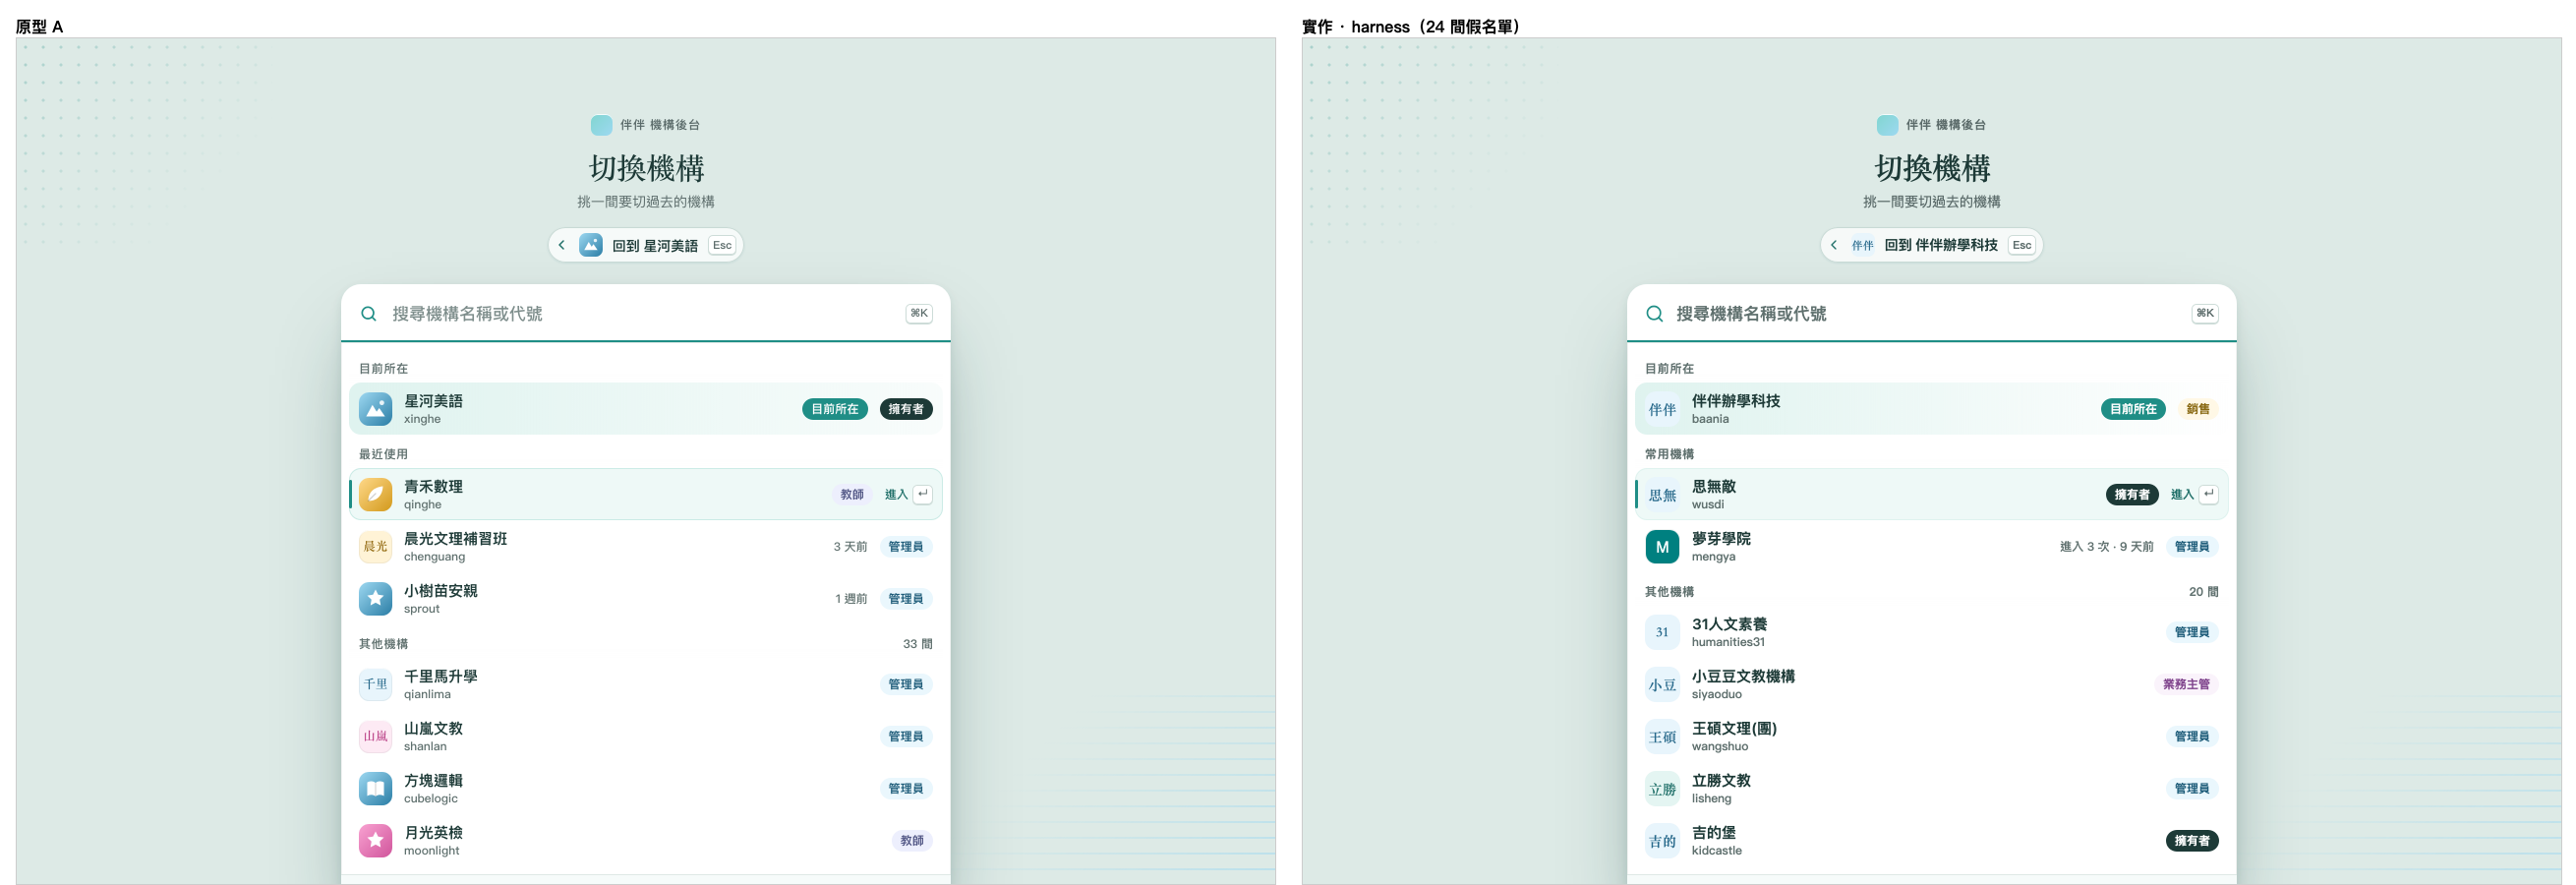 原型 A
伴伴 機構後台
切換機構
挑一間要切過去的機構
回到 星河美語 Esc
搜尋機構名稱或代號 ⌘K
目前所在
星河美語 目前所在 擁有者
xinghe
最近使用
青禾數理 教師 進入 ↵
qinghe
晨光 晨光文理補習班 3 天前 管理員
chenguang
小樹苗安親 1 週前 管理員
sprout
其他機構 33 間
千里 千里馬升學 管理員
qianlima
山嵐 山嵐文教 管理員
shanlan
方塊邏輯 管理員
cubelogic
月光英檢 教師
moonlight
實作 · harness（24 間假名單）
伴伴 機構後台
切換機構
挑一間要切過去的機構
伴伴 回到 伴伴辦學科技 Esc
搜尋機構名稱或代號 ⌘K
目前所在
伴伴 伴伴辦學科技 目前所在 銷售
baania
常用機構
思無 思無敵 擁有者 進入 ↵
wusdi
M 夢芽學院 進入 3 次 · 9 天前 管理員
mengya
其他機構 20 間
31 31人文素養 管理員
humanities31
小豆 小豆豆文教機構 業務主管
siyaoduo
王碩 王碩文理(團) 管理員
wangshuo
立勝 立勝文教 管理員
lisheng
吉的 吉的堡 擁有者
kidcastle